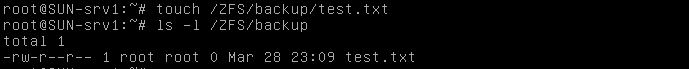 root@SUN-srv1:~# touch /ZFS/backup/test.txt
root@SUN-srv1:~# ls -l /ZFS/backup
total 1
-rw-r--r-- 1 root root 0 Mar 28 23:09 test.txt